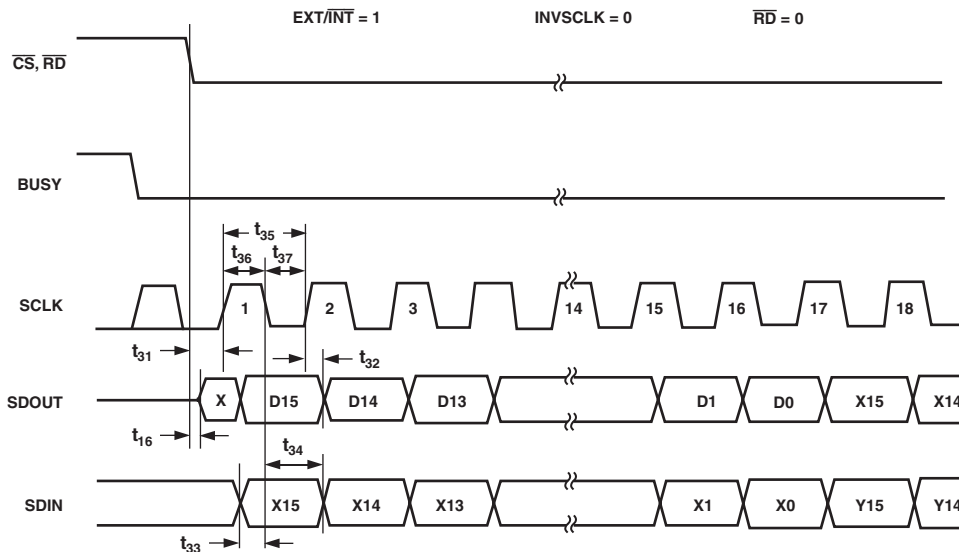 EXT/INT = 1 INVSCLK = 0 RD = 0
CS, RD
BUSY
t35
t36 t37
SCLK 1 2 3 14 15 16 17 18
t31 t32
SDOUT X D15 D14 D13 D1 D0 X15 X14
t16 t34
SDIN X15 X14 X13 X1 X0 Y15 Y14
t33